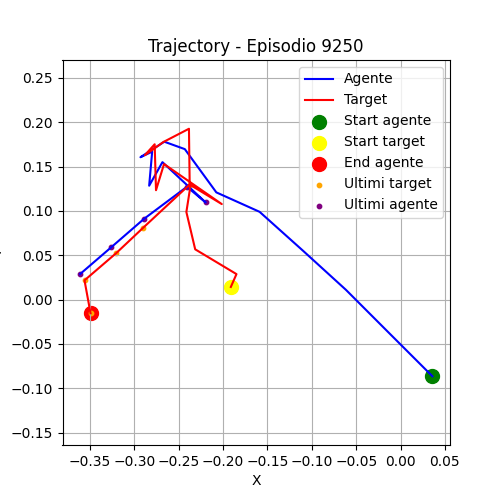 Trajectory - Episodio 9250
Agente
Target
Start agente
Start target
End agente
Ultimi target
Ultimi agente
0.25
0.20
0.15
0.10
0.05
0.00
−0.05
−0.10
−0.15
−0.35 −0.30 −0.25 −0.20 −0.15 −0.10 −0.05 0.00 0.05
X